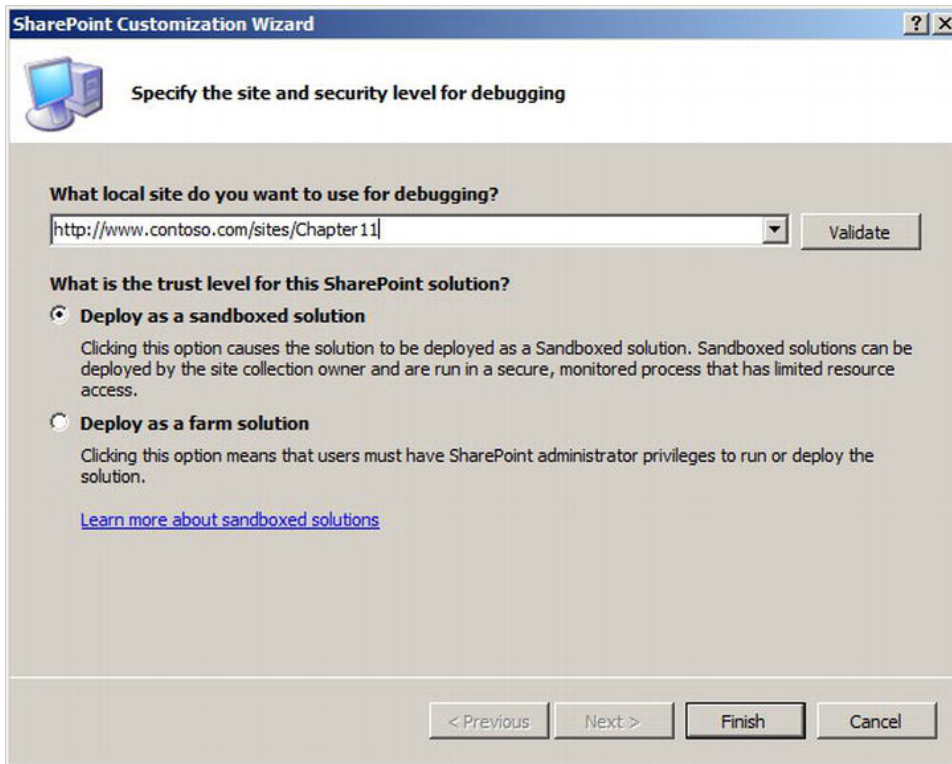 SharePoint Customization Wizard
Specify the site and security level for debugging
What local site do you want to use for debugging?
http://www.contoso.com/sites/Chapter11
Validate
What is the trust level for this SharePoint solution?
Deploy as a sandboxed solution
Clicking this option causes the solution to be deployed as a Sandboxed solution. Sandboxed solutions can be
deployed by the site collection owner and are run in a secure, monitored process that has limited resource
access.
Deploy as a farm solution
Clicking this option means that users must have SharePoint administrator privileges to run or deploy the
solution.
Learn more about sandboxed solutions
< Previous
Next >
Finish
Cancel